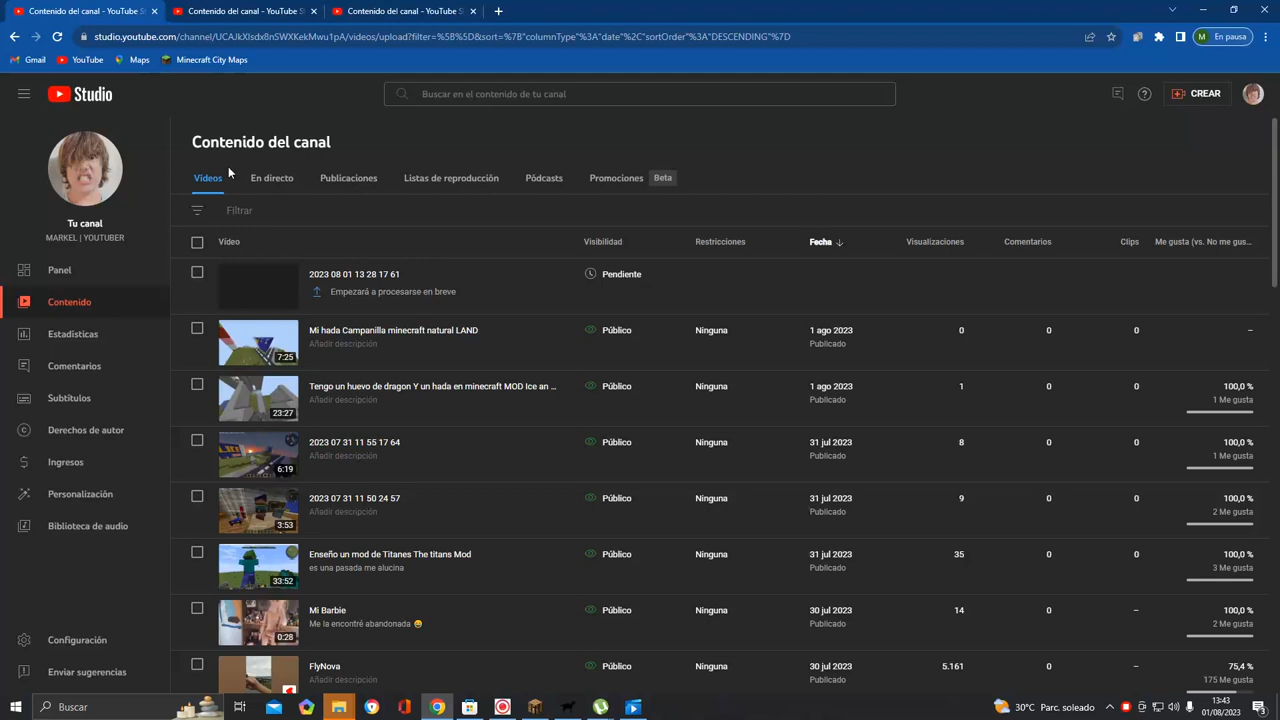 Contenido del canal - YouTube S
Contenido del canal - YouTube S
Contenido del canal - YouTube S
studio.youtube.com/channel/UCAJkXlsdx8nSWXKekMwu1pA/videos/upload?filter=%5B%5D&sort=%7B"columnType"%3A"date"%2C"sortOrder"%3A"DESCENDING"%7D
M En pausa
Gmail YouTube Maps Minecraft City Maps
Studio
Buscar en el contenido de tu canal
CREAR
Contenido del canal
Vídeos En directo Publicaciones Listas de reproducción Pódcasts Promociones Beta
Filtrar
Tu canal
MARKEL | YOUTUBER
Panel
Contenido
Estadísticas
Comentarios
Subtítulos
Derechos de autor
Ingresos
Personalización
Biblioteca de audio
Configuración
Enviar sugerencias
Vídeo Visibilidad Restricciones Fecha Visualizaciones Comentarios Clips Me gusta (vs. No me gus...
2023 08 01 13 28 17 61 Pendiente
Empezará a procesarse en breve
Mi hada Campanilla minecraft natural LAND Público Ninguna 1 ago 2023 0 0 0 –
7:25 Añadir descripción Publicado
Tengo un huevo de dragon Y un hada en minecraft MOD Ice an ... Público Ninguna 1 ago 2023 1 0 0 100,0 %
23:27 Añadir descripción Publicado 1 Me gusta
2023 07 31 11 55 17 64 Público Ninguna 31 jul 2023 8 0 0 100,0 %
6:19 Añadir descripción Publicado 1 Me gusta
2023 07 31 11 50 24 57 Público Ninguna 31 jul 2023 9 0 0 100,0 %
3:53 Añadir descripción Publicado 2 Me gusta
Enseño un mod de Titanes The titans Mod Público Ninguna 31 jul 2023 35 0 0 100,0 %
33:52 es una pasada me alucina Publicado 3 Me gusta
Mi Barbie Público Ninguna 30 jul 2023 14 0 – 100,0 %
0:28 Me la encontré abandonada 😄 Publicado 2 Me gusta
FlyNova Público Ninguna 30 jul 2023 5.161 0 – 75,4 %
Añadir descripción Publicado 175 Me gusta
Buscar
30°C Parc. soleado
13:43
01/08/2023